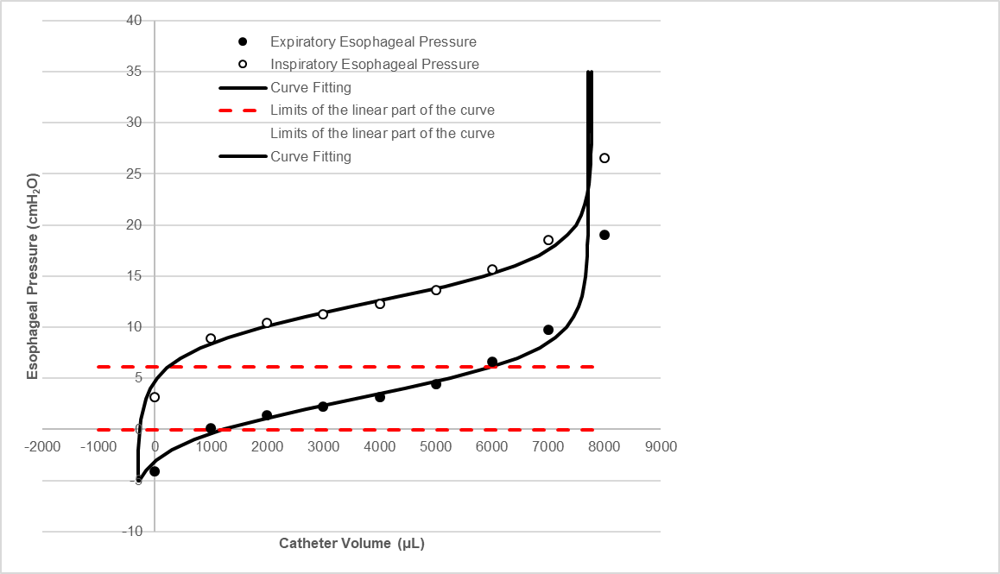 40
Expiratory Esophageal Pressure
Inspiratory Esophageal Pressure
35
Curve Fitting
Limits of the linear part of the curve
30
Limits of the linear part of the curve
Curve Fitting
25
20
15
10
5
0
-2000 -1000 0 1000 2000 3000 4000 5000 6000 7000 8000 9000
-5
-10
Esophageal Pressure (cmH₂O)
Catheter Volume (µL)